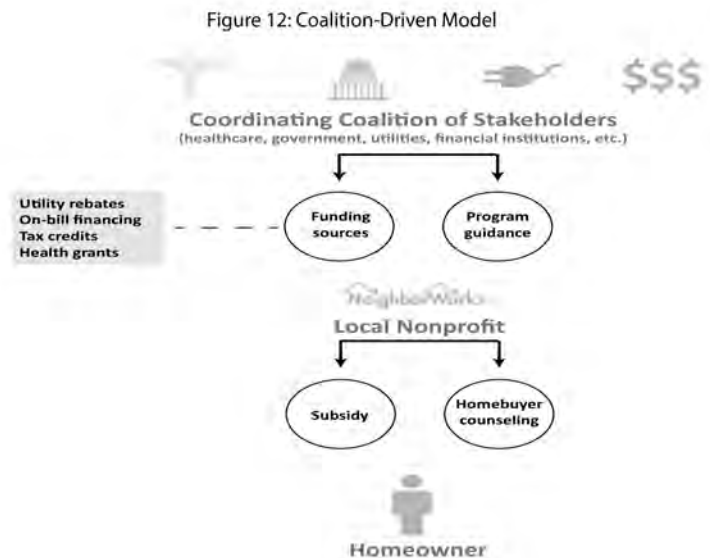 Figure 12: Coalition-Driven Model
$$$
Coordinating Coalition of Stakeholders
(healthcare, government, utilities, financial institutions, etc.)
Utility rebates
On-bill financing
Tax credits
Health grants
Funding
sources
Program
guidance
NeighborWorks
Local Nonprofit
Subsidy
Homebuyer
counseling
Homeowner